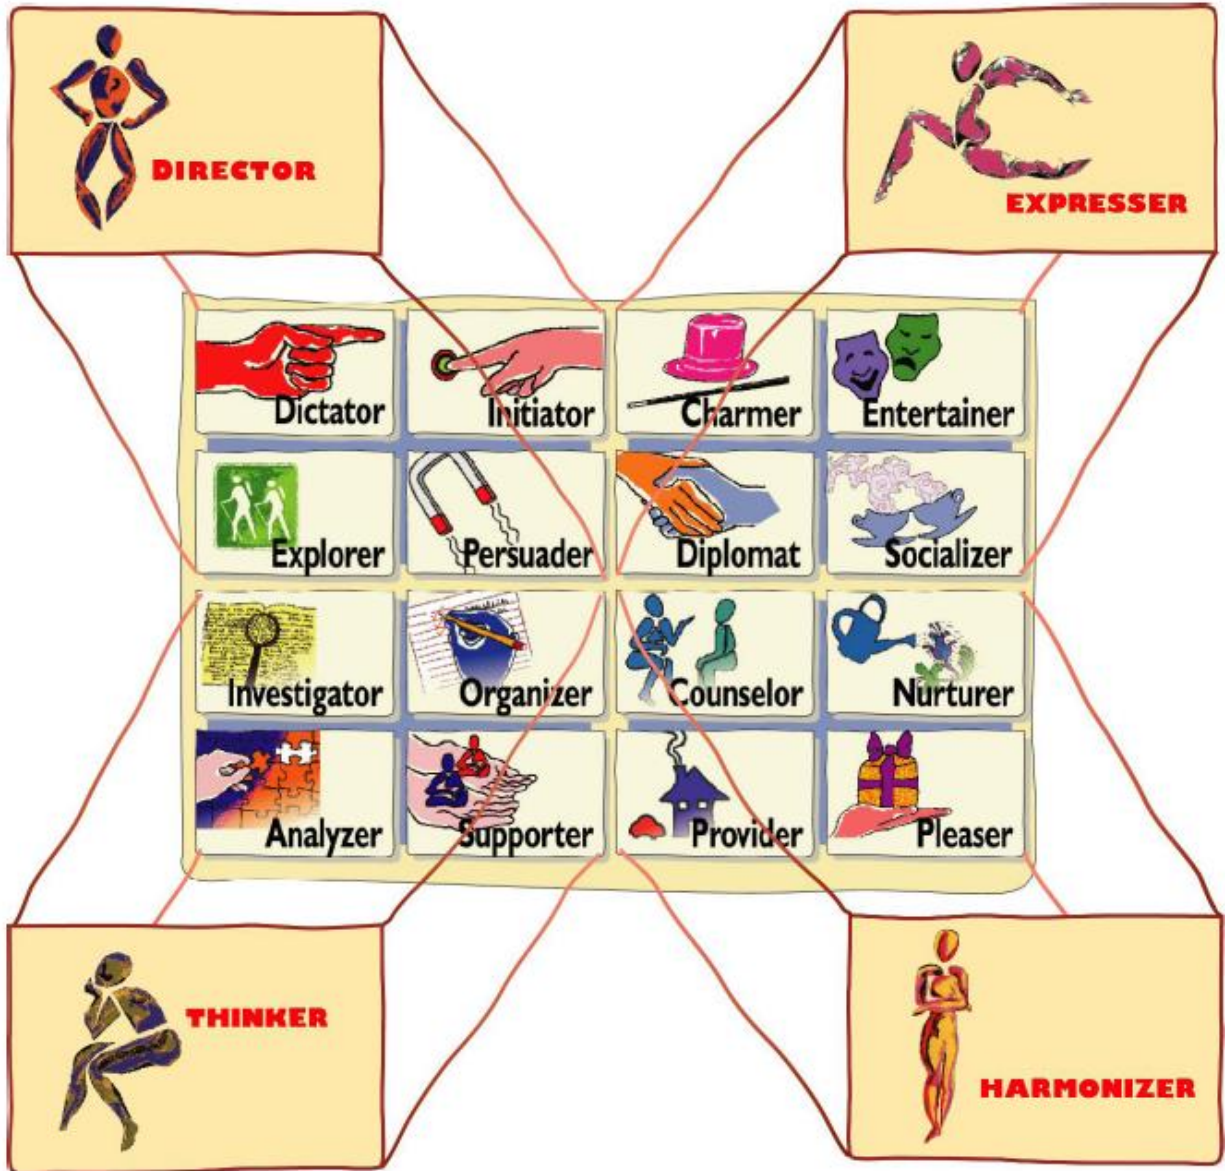 DIRECTOR
EXPRESSER
Dictator
Initiator
Charmer
Entertainer
Explorer
Persuader
Diplomat
Socializer
Investigator
Organizer
Counselor
Nurturer
Analyzer
Supporter
Provider
Pleaser
THINKER
HARMONIZER